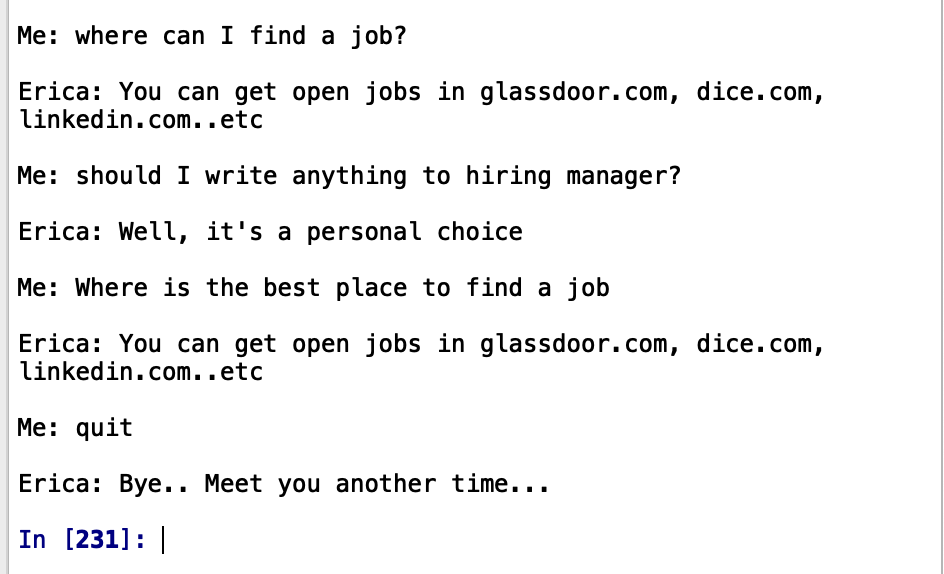 Me: where can I find a job?
Erica: You can get open jobs in glassdoor.com, dice.com,
linkedin.com..etc
Me: should I write anything to hiring manager?
Erica: Well, it's a personal choice
Me: Where is the best place to find a job
Erica: You can get open jobs in glassdoor.com, dice.com,
linkedin.com..etc
Me: quit
Erica: Bye.. Meet you another time...
In [231]: